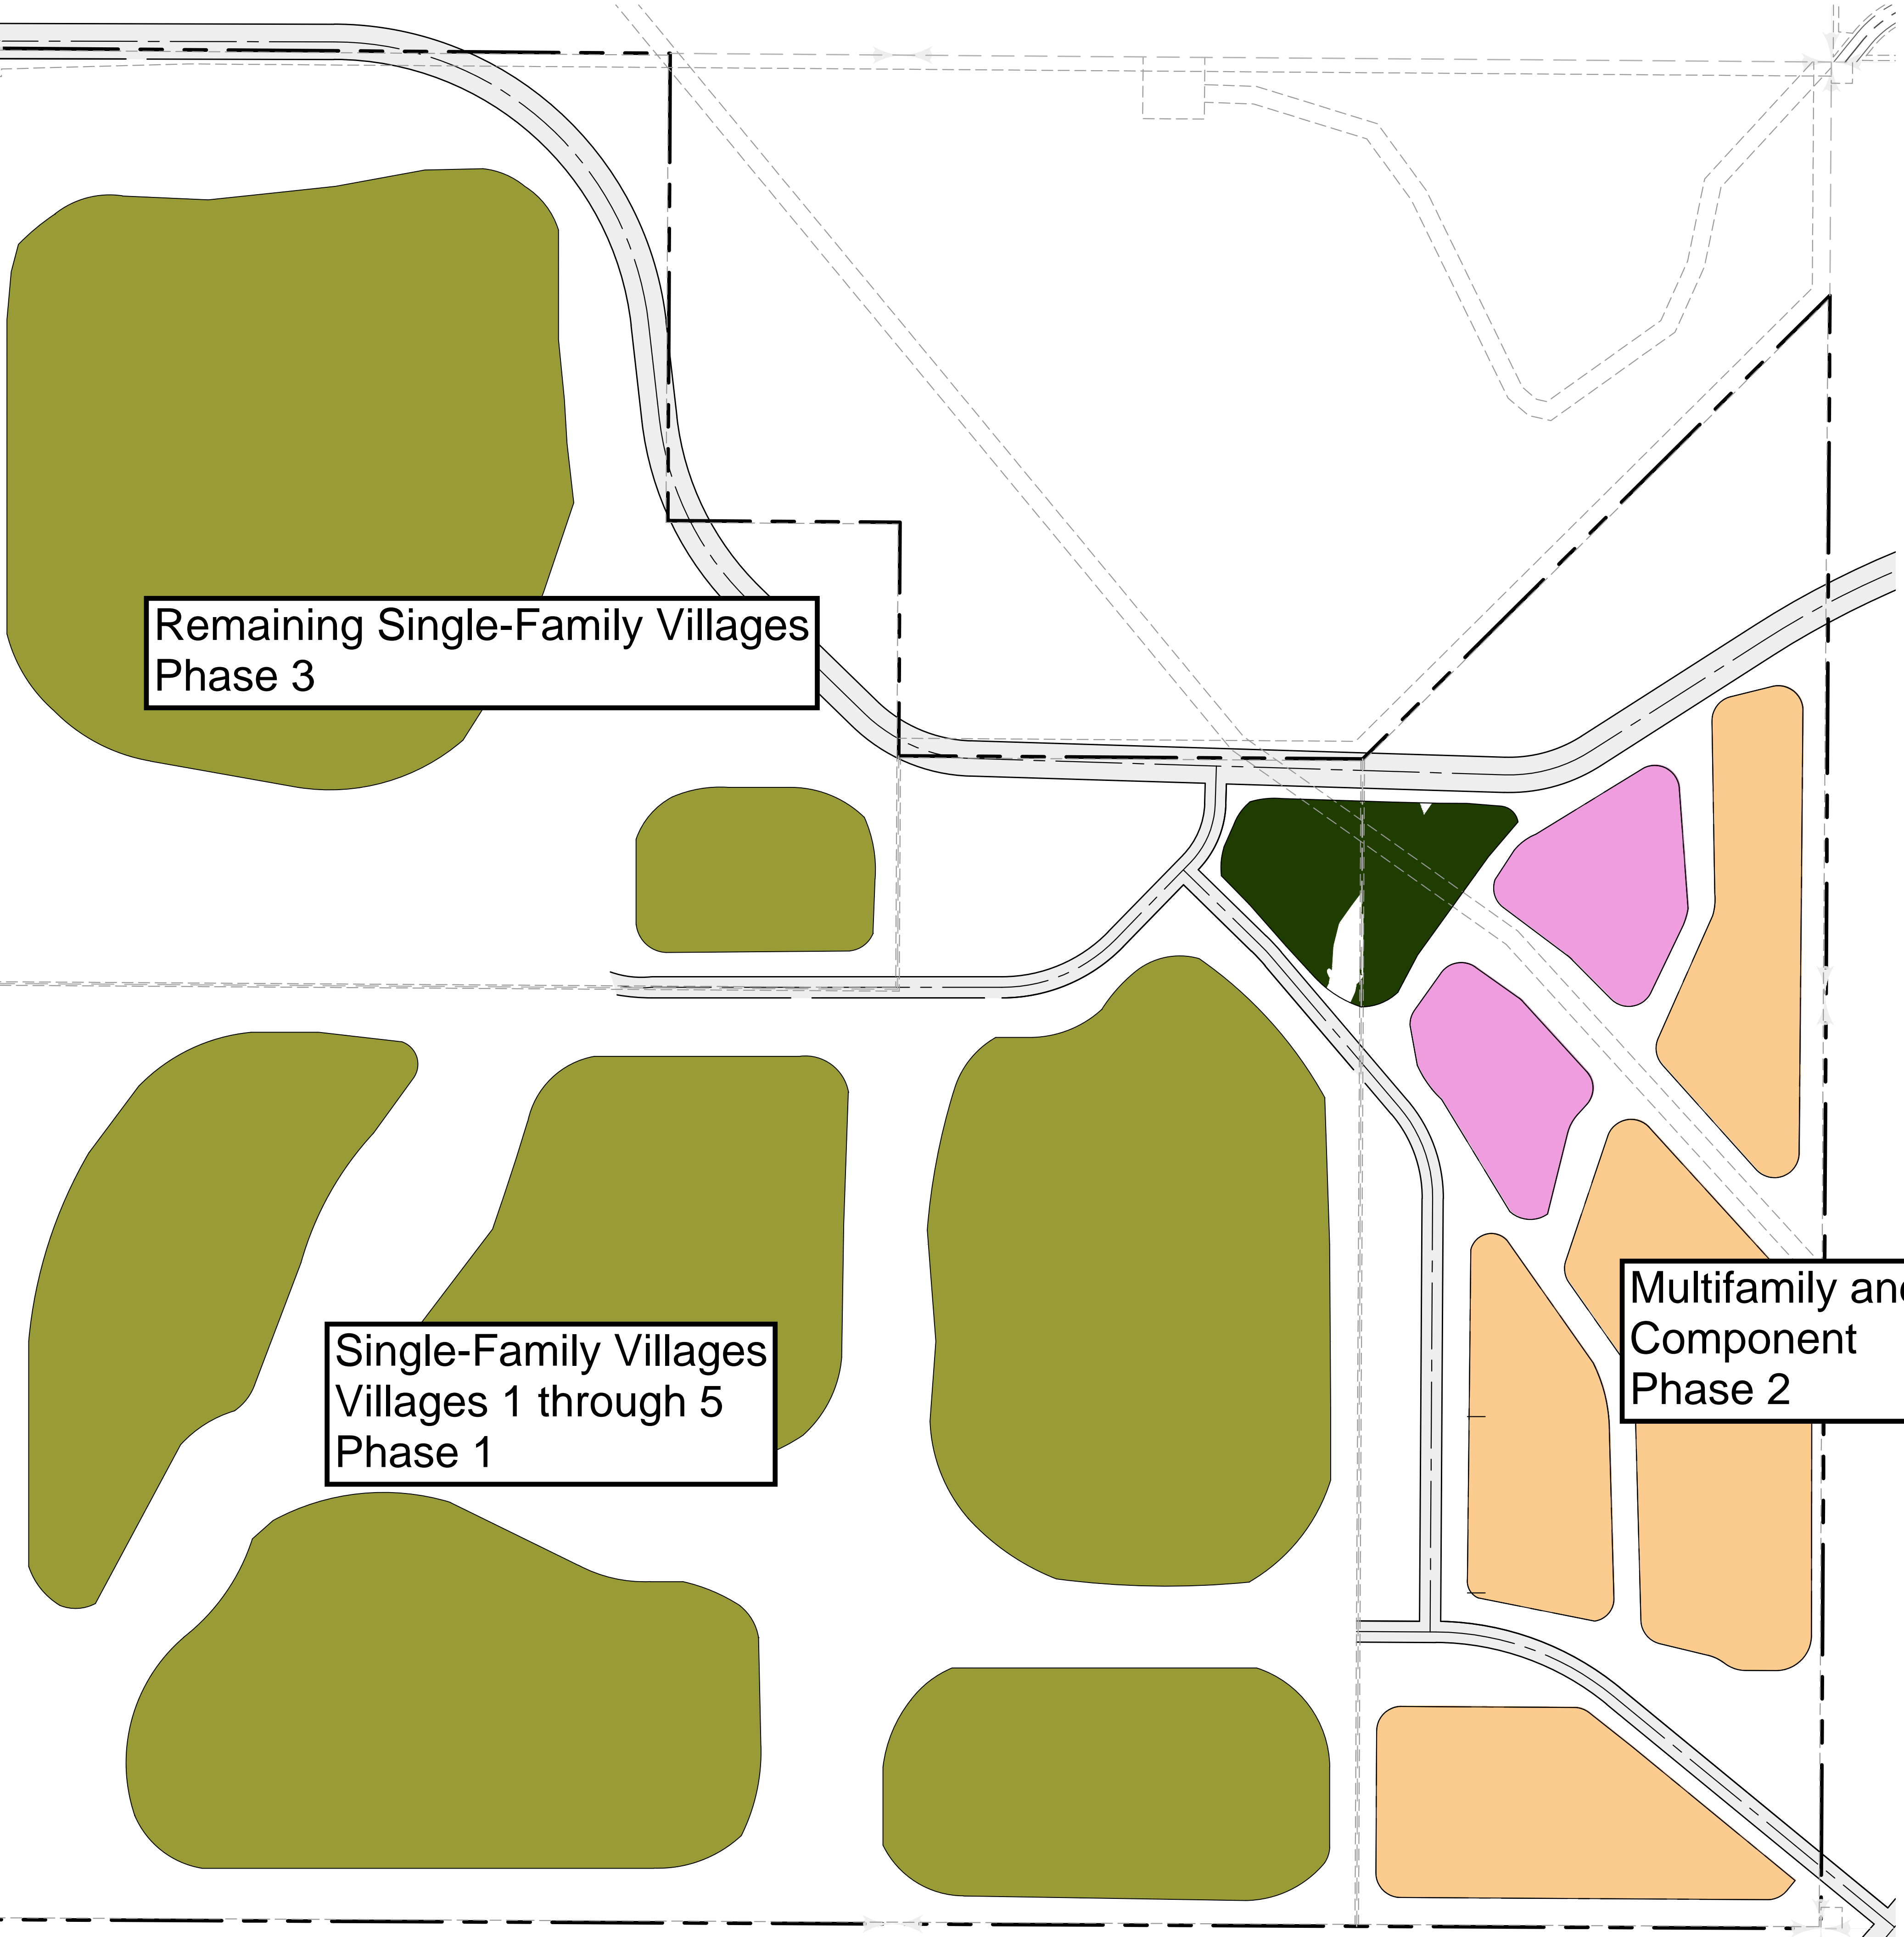 Remaining Single-Family Villages
Phase 3
Single-Family Villages
Villages 1 through 5
Phase 1
Multifamily an
Component
Phase 2